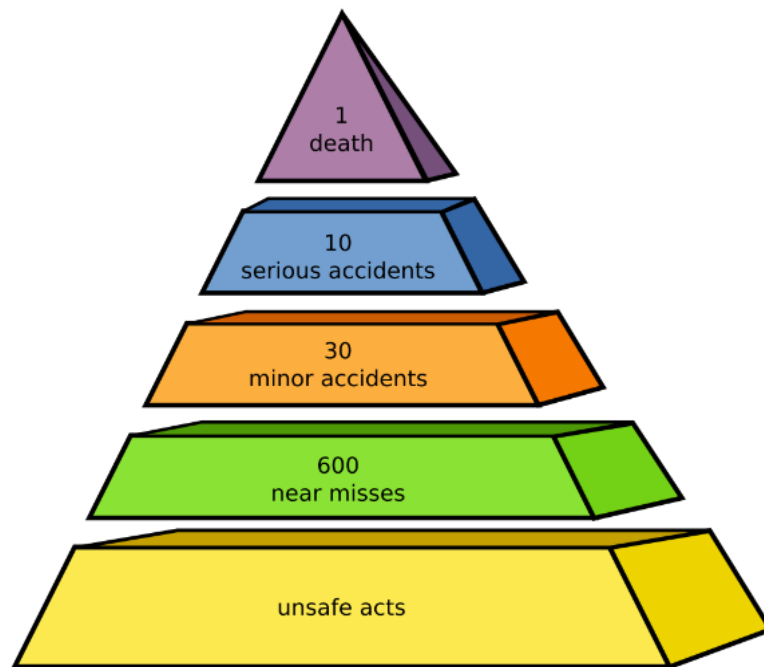 1
death
10
serious accidents
30
minor accidents
600
near misses
unsafe acts